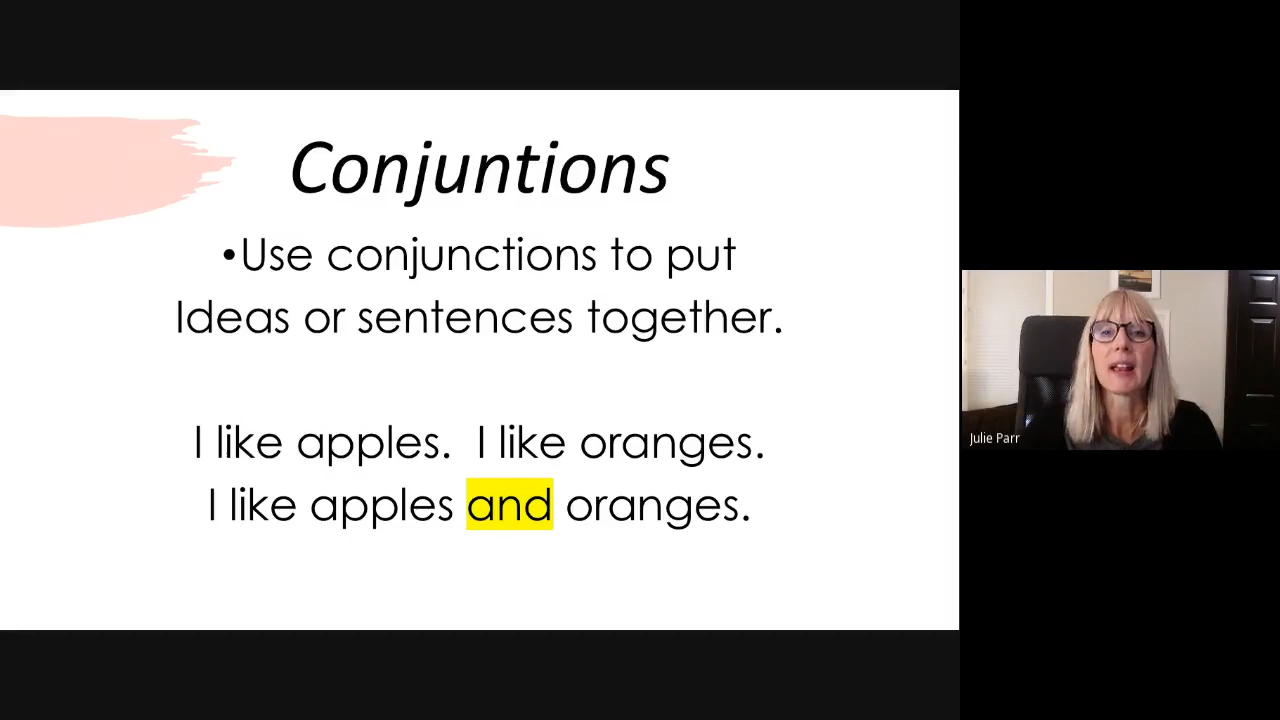 Conjuntions
•Use conjunctions to put
Ideas or sentences together.
I like apples.  I like oranges.
I like apples and oranges.
Julie Parr